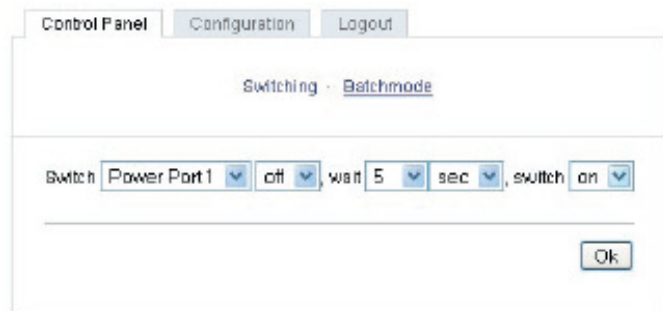 Control Panel Configuration Logout
Switching · Batchmode
Switch Power Port 1 off , wait 5 sec , switch on
Ok